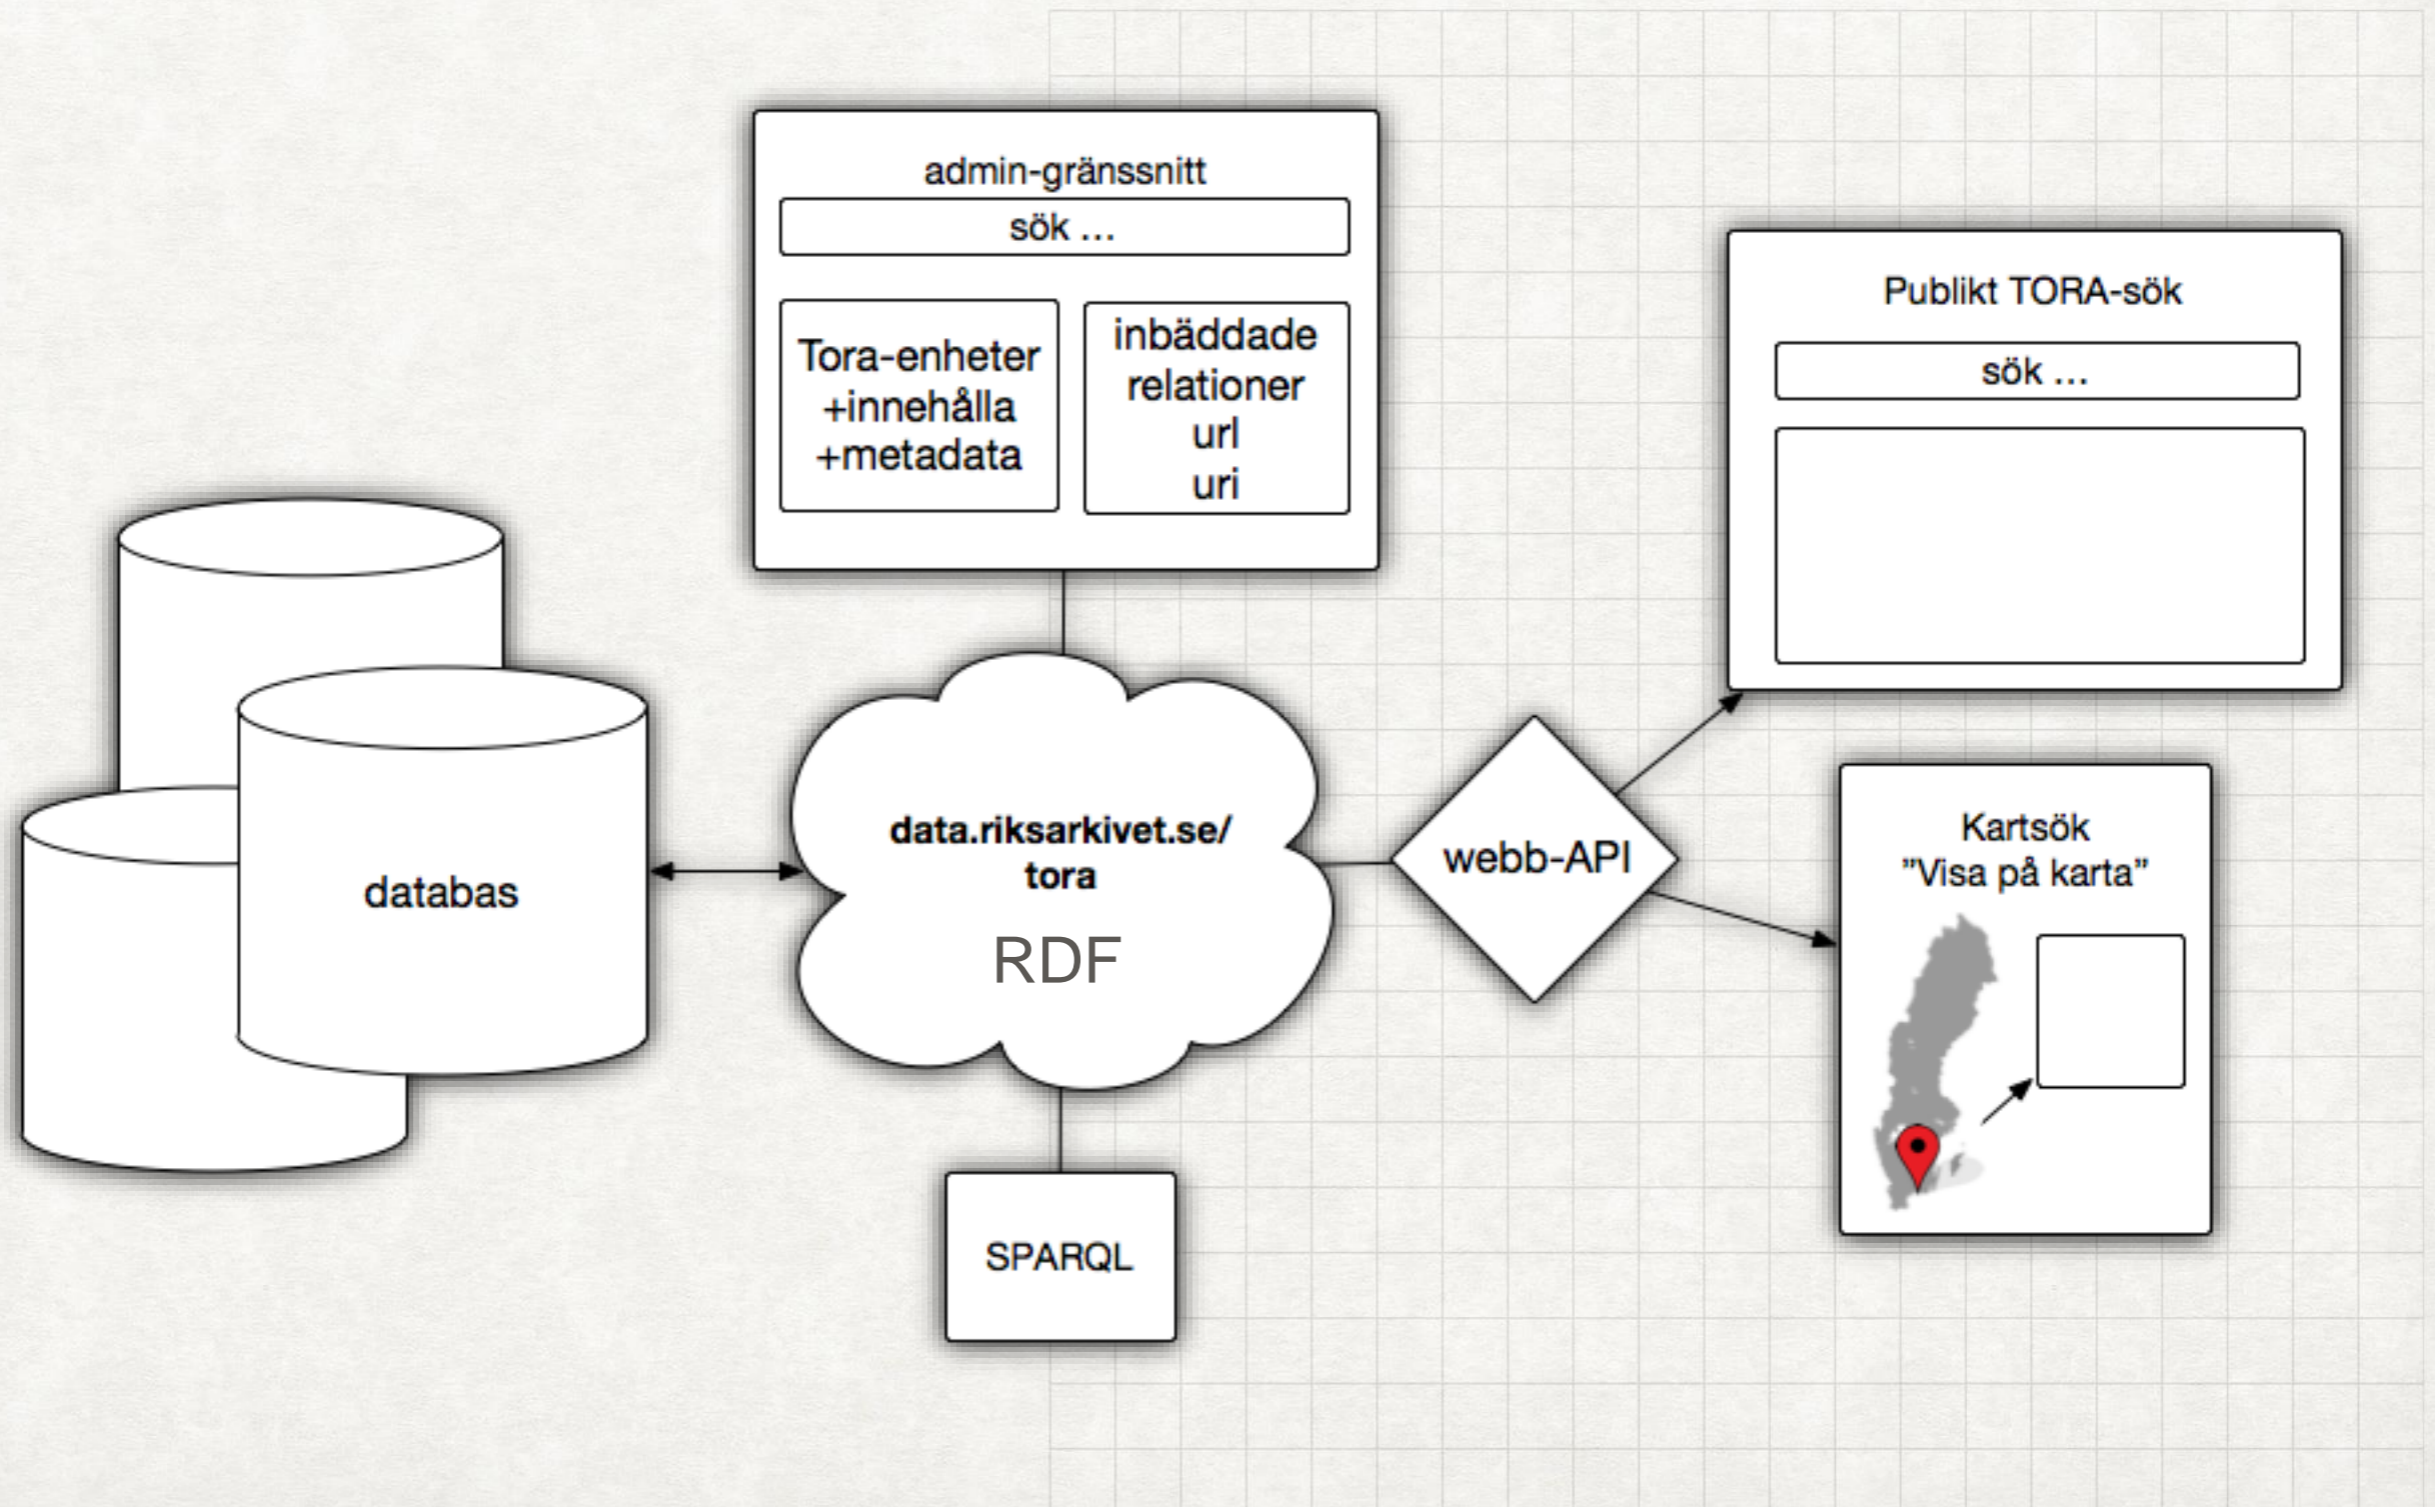 admin-gränssnitt
sök ...
Tora-enheter
+innehålla
+metadata
inbäddade
relationer
url
uri
Publikt TORA-sök
sök ...
databas
data.riksarkivet.se/
tora
RDF
webb-API
Kartsök
”Visa på karta”
SPARQL